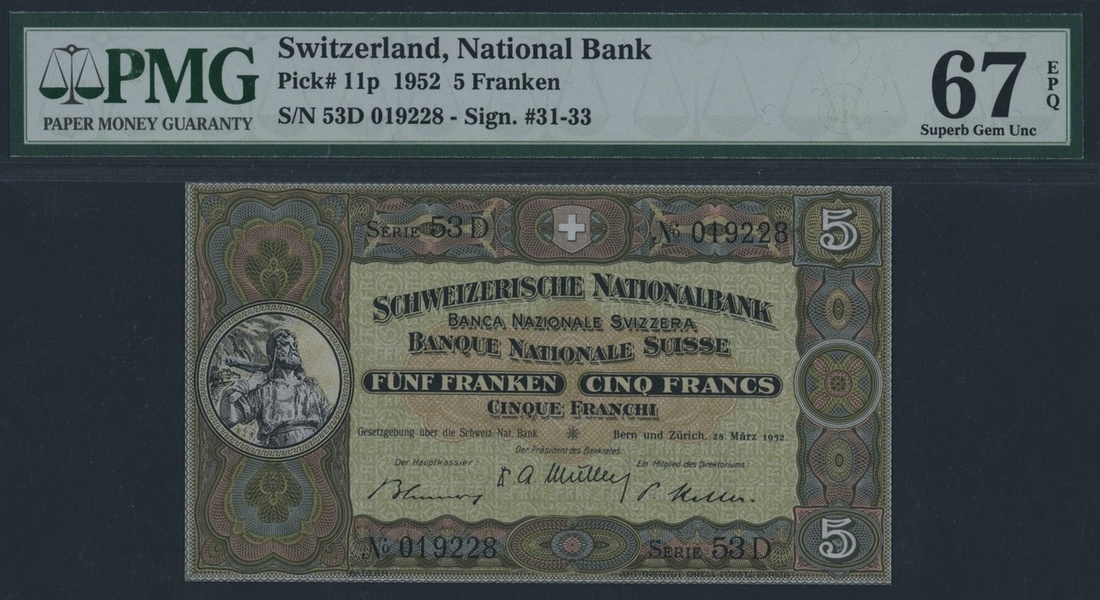 PMG
PAPER MONEY GUARANTY
Switzerland, National Bank
Pick# 11p 1952 5 Franken
S/N 53D 019228 - Sign. #31-33
67
EPQ
Superb Gem Unc
SERIE 53 D
No 019228
5
SCHWEIZERISCHE NATIONALBANK
BANCA NAZIONALE SVIZZERA
BANQUE NATIONALE SUISSE
FÜNF FRANKEN CINQ FRANCS
CINQUE FRANCHI
Gesetzgebung über die Schweiz. Nat. Bank
Bern und Zürich, 28. März 1952.
Der Präsident des Bankrates:
Der Hauptkassier:
Ein Mitglied des Direktoriums:
No 019228
SERIE 53 D
5